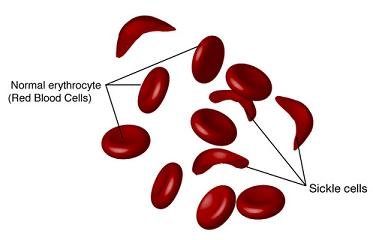 Normal erythrocyte
(Red Blood Cells)
Sickle cells